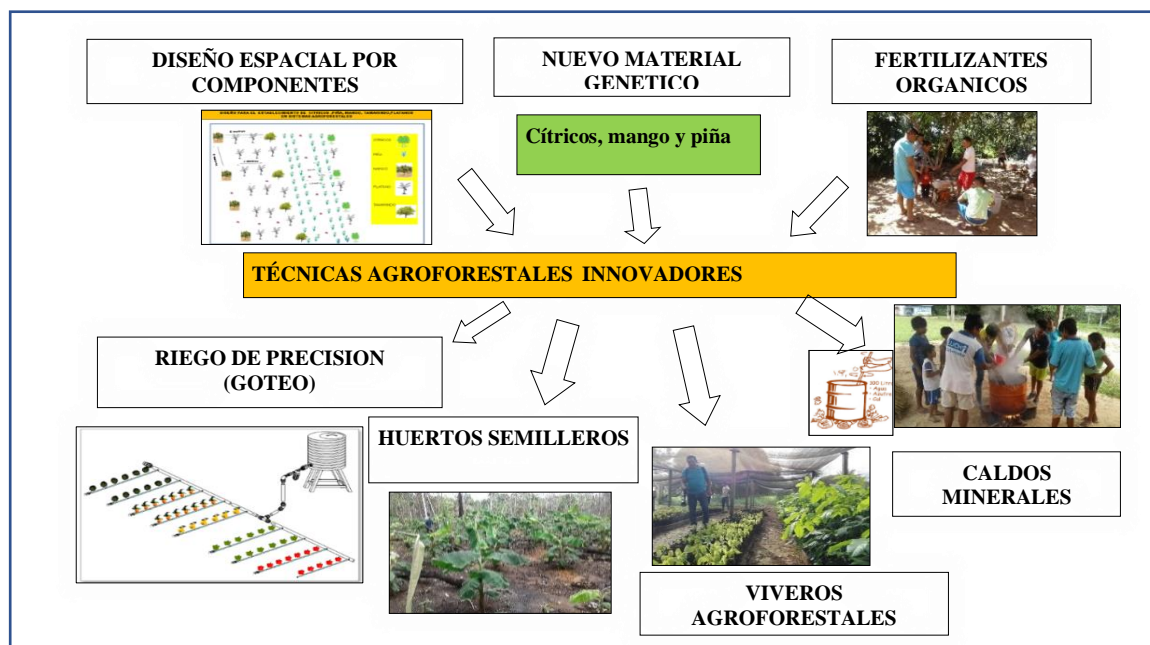 DISEÑO ESPACIAL POR
COMPONENTES
NUEVO MATERIAL
GENETICO
FERTILIZANTES
ORGANICOS
Cítricos, mango y piña
TÉCNICAS AGROFORESTALES INNOVADORES
RIEGO DE PRECISION
(GOTEO)
HUERTOS SEMILLEROS
CALDOS
MINERALES
VIVEROS
AGROFORESTALES